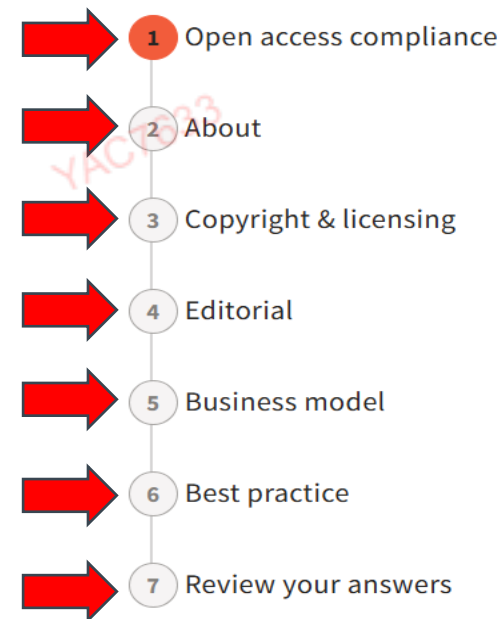 1 Open access compliance
2 About
YAC7633
3 Copyright & licensing
4 Editorial
5 Business model
6 Best practice
7 Review your answers